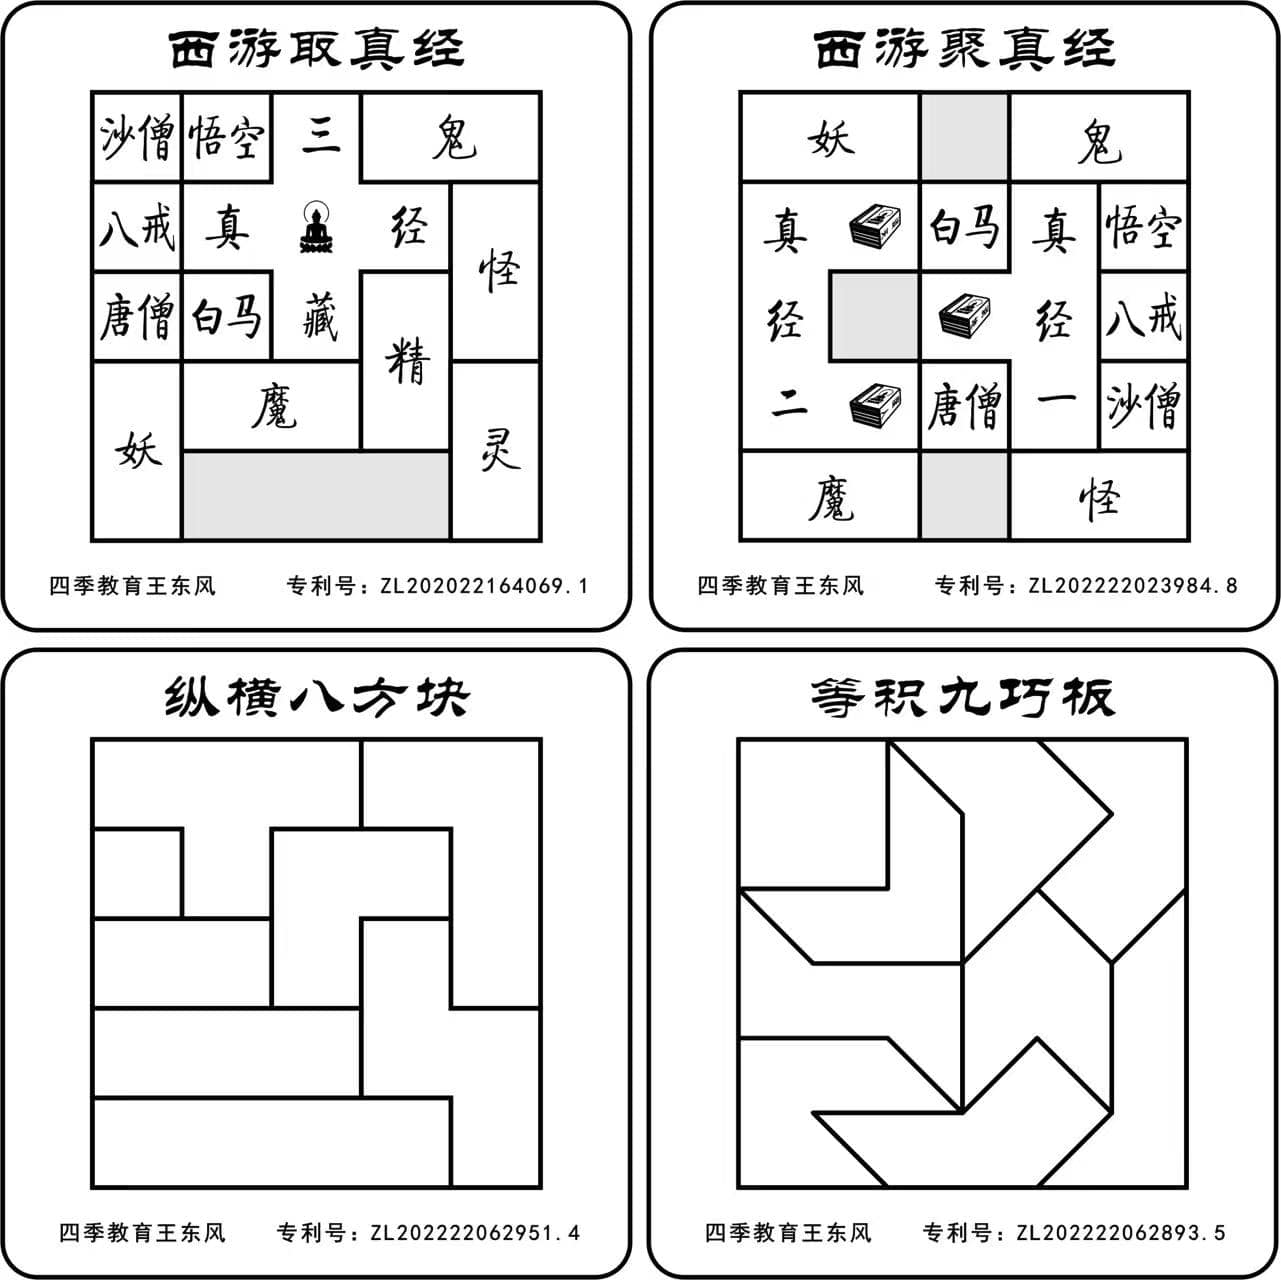 西游取真经
沙僧 悟空 三 鬼
八戒 真 经 怪
唐僧 白马 藏 精
魔
妖 灵
四季教育王东风 专利号：ZL202022164069.1
西游聚真经
妖 鬼
真 白马 真 悟空
经 经 八戒
二 唐僧 一 沙僧
魔 怪
四季教育王东风 专利号：ZL202222023984.8
纵横八方块
四季教育王东风 专利号：ZL202222062951.4
等积九巧板
四季教育王东风 专利号：ZL202222062893.5